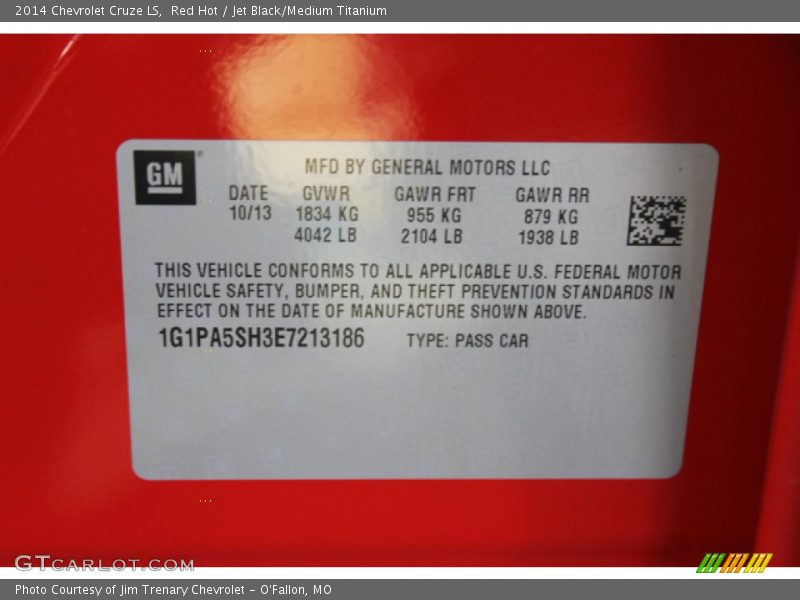 2014 Chevrolet Cruze LS,  Red Hot / Jet Black/Medium Titanium
GM
MFD BY GENERAL MOTORS LLC
DATE GVWR GAWR FRT GAWR RR
10/13 1834 KG 955 KG 879 KG
4042 LB 2104 LB 1938 LB
THIS VEHICLE CONFORMS TO ALL APPLICABLE U.S. FEDERAL MOTOR
VEHICLE SAFETY, BUMPER, AND THEFT PREVENTION STANDARDS IN
EFFECT ON THE DATE OF MANUFACTURE SHOWN ABOVE.
1G1PA5SH3E7213186 TYPE: PASS CAR
GTCARLOT.COM
Photo Courtesy of Jim Trenary Chevrolet - O'Fallon, MO